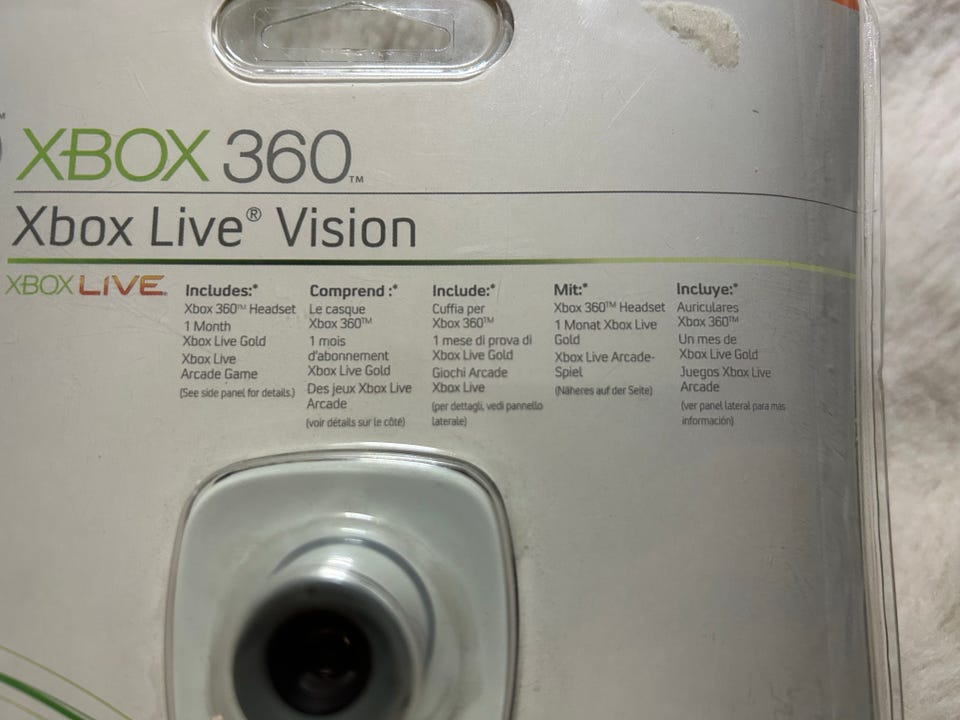 TM
XBOX 360™
Xbox Live® Vision
XBOX LIVE
Includes:*
Xbox 360™ Headset
1 Month
Xbox Live Gold
Xbox Live
Arcade Game
(See side panel for details.)
Comprend :*
Le casque
Xbox 360™
1 mois
d'abonnement
Xbox Live Gold
Des jeux Xbox Live
Arcade
(voir détails sur le côté)
Include:*
Cuffia per
Xbox 360™
1 mese di prova di
Xbox Live Gold
Giochi Arcade
Xbox Live
(per dettagli, vedi pannello
laterale)
Mit:*
Xbox 360™ Headset
1 Monat Xbox Live
Gold
Xbox Live Arcade-
Spiel
(Näheres auf der Seite)
Incluye:*
Auriculares
Xbox 360™
Un mes de
Xbox Live Gold
Juegos Xbox Live
Arcade
(ver panel lateral para más
información)